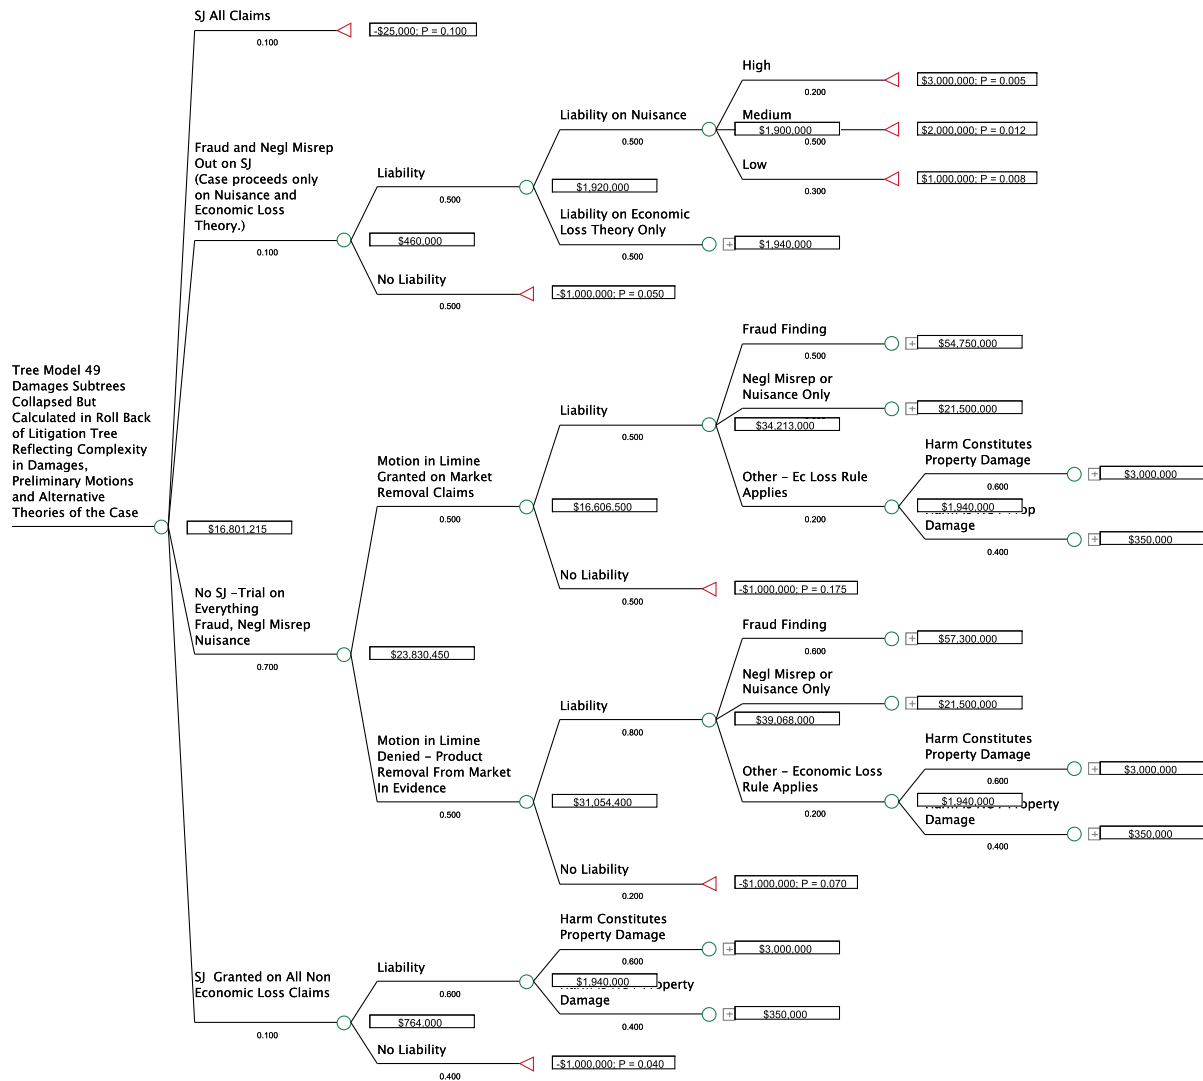 SJ All Claims
0.100
-$25,000; P = 0.100
Fraud and Negl Misrep
Out on SJ
(Case proceeds only
on Nuisance and
Economic Loss
Theory.)
0.100
$460,000
Liability
0.500
$1,920,000
Liability on Nuisance
0.500
$1,900,000
High
0.200
$3,000,000; P = 0.005
Medium
0.500
$2,000,000; P = 0.012
Low
0.300
$1,000,000; P = 0.008
Liability on Economic
Loss Theory Only
0.500
+
$1,940,000
No Liability
0.500
-$1,000,000; P = 0.050
Tree Model 49
Damages Subtrees
Collapsed But
Calculated in Roll Back
of Litigation Tree
Reflecting Complexity
in Damages,
Preliminary Motions
and Alternative
Theories of the Case
$16,801,215
No SJ -Trial on
Everything
Fraud, Negl Misrep
Nuisance
0.700
$23,830,450
Motion in Limine
Granted on Market
Removal Claims
0.500
$16,606,500
Liability
0.500
$34,213,000
Fraud Finding
0.500
+
$54,750,000
Negl Misrep or
Nuisance Only
+
$21,500,000
Other - Ec Loss Rule
Applies
0.200
$1,940,000
Harm Constitutes
Property Damage
0.600
+
$3,000,000
Damage
0.400
+
$350,000
No Liability
0.500
-$1,000,000; P = 0.175
Motion in Limine
Denied - Product
Removal From Market
In Evidence
0.500
$31,054,400
Liability
0.800
$39,068,000
Fraud Finding
0.600
+
$57,300,000
Negl Misrep or
Nuisance Only
+
$21,500,000
Other - Economic Loss
Rule Applies
0.200
$1,940,000
Harm Constitutes
Property Damage
0.600
+
$3,000,000
Property
Damage
0.400
+
$350,000
No Liability
0.200
-$1,000,000; P = 0.070
SJ  Granted on All Non
Economic Loss Claims
0.100
$764,000
Liability
0.600
$1,940,000
Harm Constitutes
Property Damage
0.600
+
$3,000,000
Property
Damage
0.400
+
$350,000
No Liability
0.400
-$1,000,000; P = 0.040